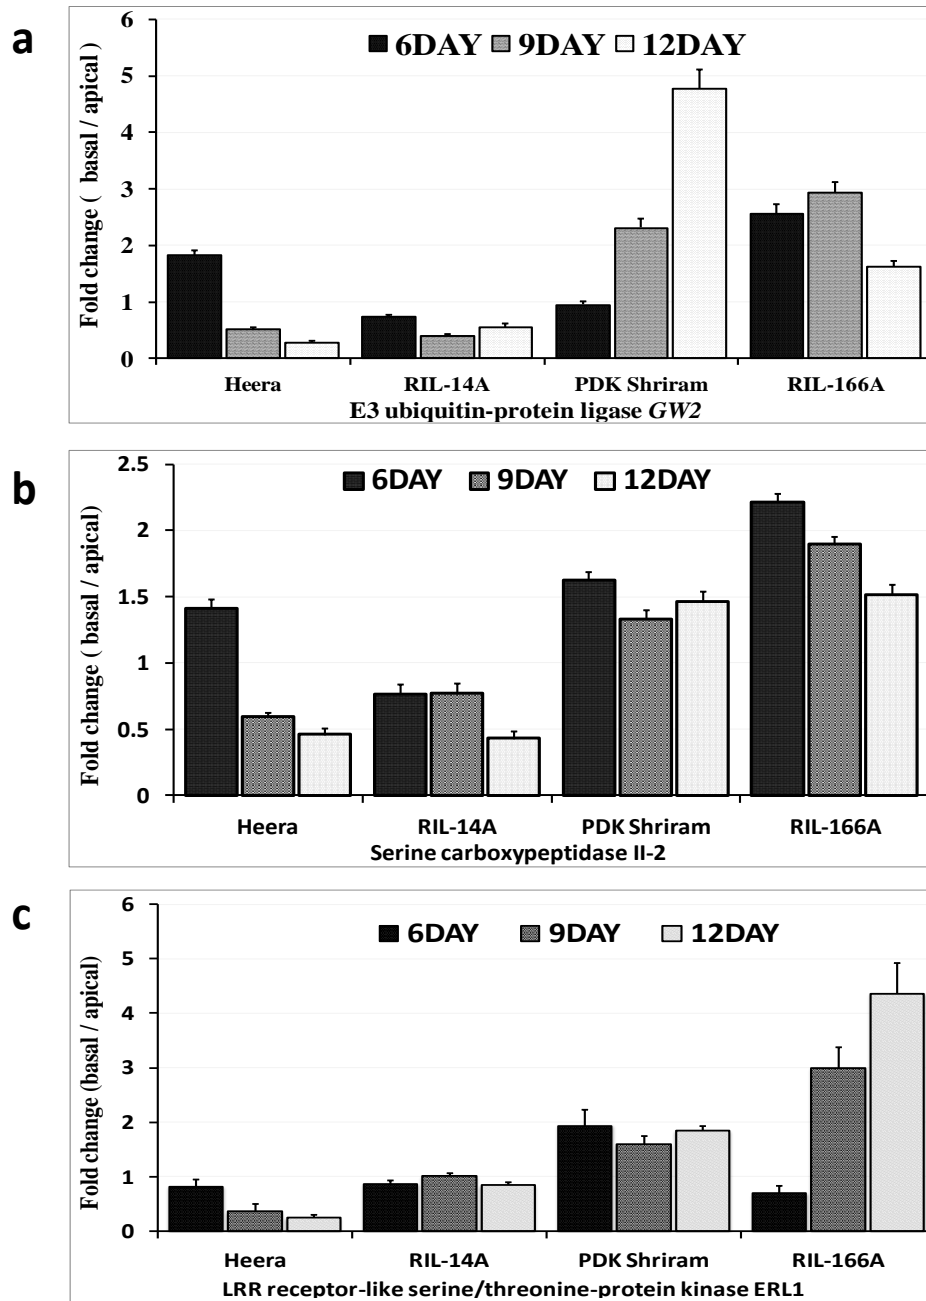 a
6
6DAY 9DAY 12DAY
5
4
3
2
1
0
Fold change ( basal / apical )
Heera RIL-14A PDK Shriram RIL-166A
E3 ubiquitin-protein ligase GW2
b
2.5
6DAY 9DAY 12DAY
2
1.5
1
0.5
0
Fold change ( basal / apical)
Heera RIL-14A PDK Shriram RIL-166A
Serine carboxypeptidase II-2
c
6
6DAY 9DAY 12DAY
5
4
3
2
1
0
Fold change (basal / apical)
Heera RIL-14A PDK Shriram RIL-166A
LRR receptor-like serine/threonine-protein kinase ERL1